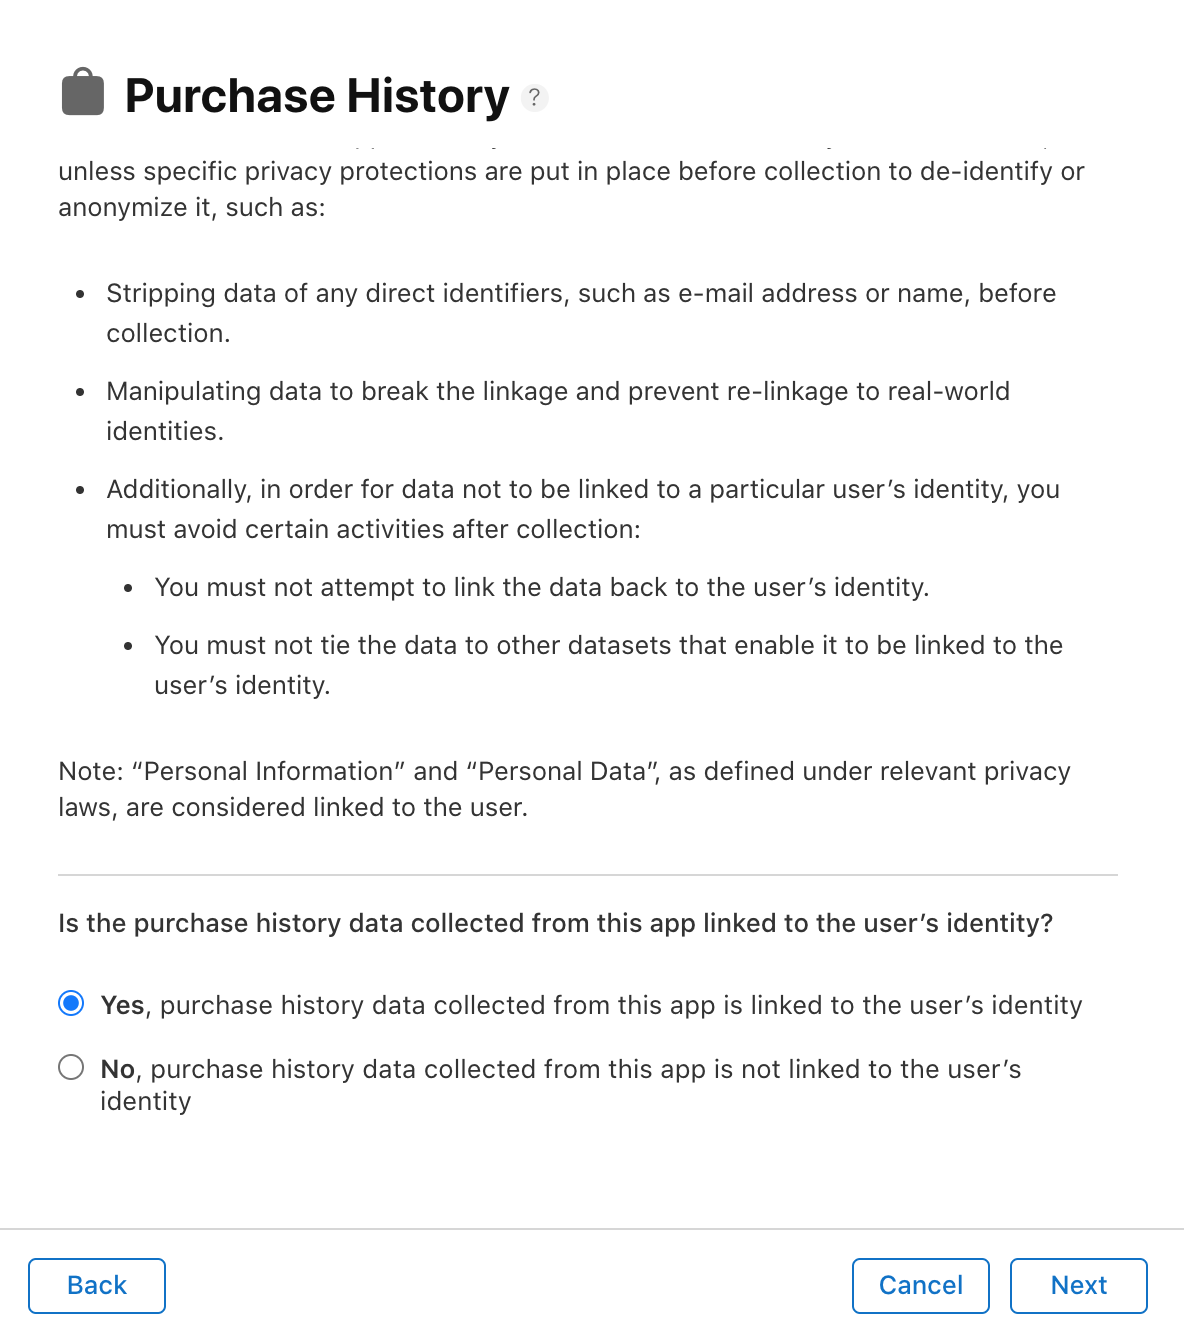 Purchase History ?
unless specific privacy protections are put in place before collection to de-identify or
anonymize it, such as:
• Stripping data of any direct identifiers, such as e-mail address or name, before
collection.
• Manipulating data to break the linkage and prevent re-linkage to real-world
identities.
• Additionally, in order for data not to be linked to a particular user’s identity, you
must avoid certain activities after collection:
• You must not attempt to link the data back to the user’s identity.
• You must not tie the data to other datasets that enable it to be linked to the
user’s identity.
Note: “Personal Information” and “Personal Data”, as defined under relevant privacy
laws, are considered linked to the user.
Is the purchase history data collected from this app linked to the user’s identity?
Yes, purchase history data collected from this app is linked to the user’s identity
No, purchase history data collected from this app is not linked to the user’s
identity
Back Cancel Next